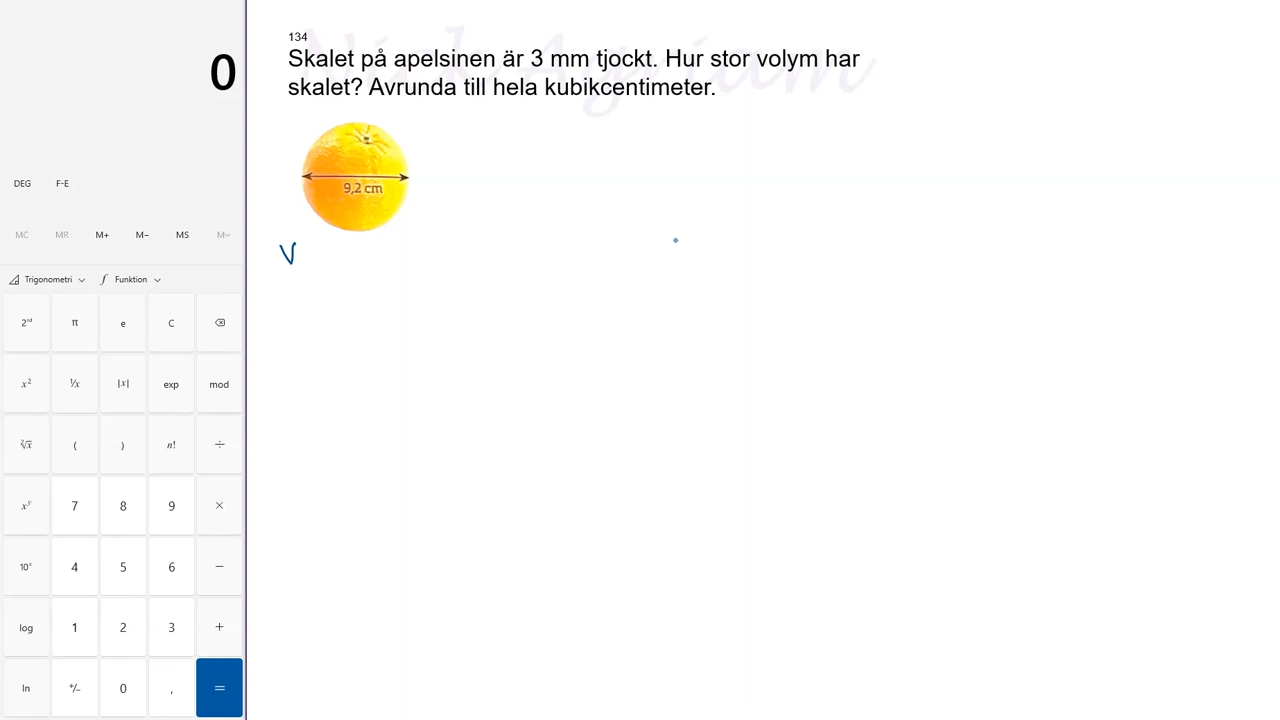 0
134
Skalet på apelsinen är 3 mm tjockt. Hur stor volym har
skalet? Avrunda till hela kubikcentimeter.
9,2 cm
V
DEG F-E
MC MR M+ M− MS M˅
Trigonometri f Funktion
2ⁿᵈ π e C
x² ¹/x |x| exp mod
²√x ( ) n! ÷
xʸ 7 8 9 ×
10ˣ 4 5 6 −
log 1 2 3 +
ln +/− 0 , =